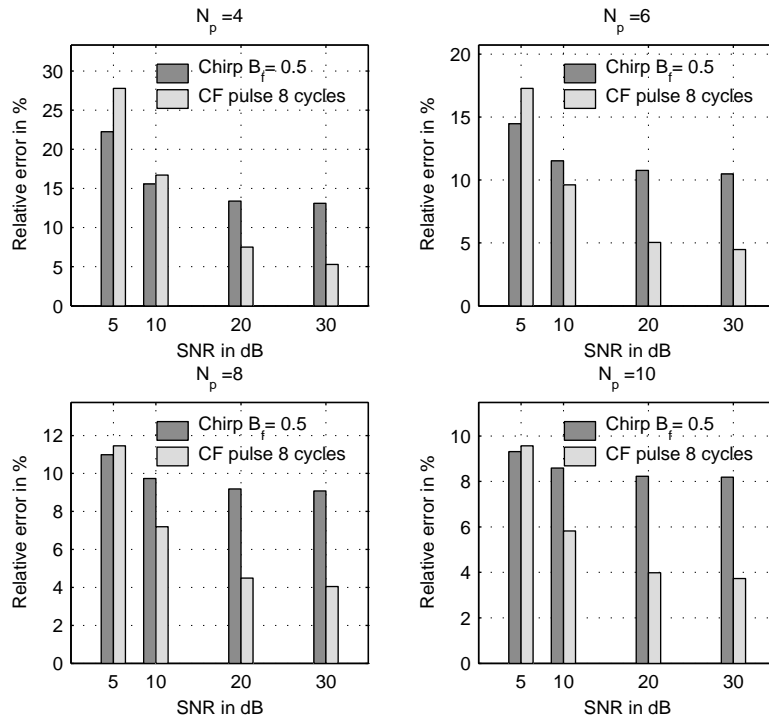 N_p =4
Relative error in %
30
25
20
15
10
5
0
Chirp B_f= 0.5
CF pulse 8 cycles
5 10 20 30
SNR in dB
N_p =6
Relative error in %
20
15
10
5
0
Chirp B_f= 0.5
CF pulse 8 cycles
5 10 20 30
SNR in dB
N_p =8
Relative error in %
12
10
8
6
4
2
0
Chirp B_f= 0.5
CF pulse 8 cycles
5 10 20 30
SNR in dB
N_p =10
Relative error in %
10
8
6
4
2
0
Chirp B_f= 0.5
CF pulse 8 cycles
5 10 20 30
SNR in dB